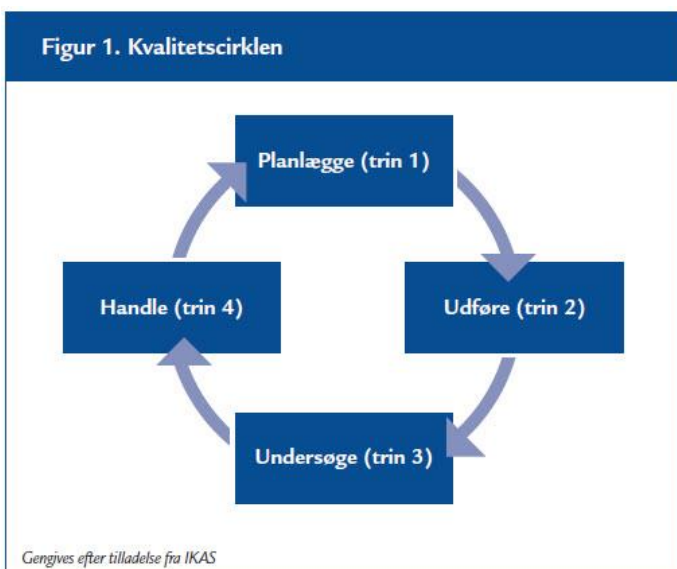 Figur 1. Kvalitetscirklen
Planlægge (trin 1)
Handle (trin 4)
Udføre (trin 2)
Undersøge (trin 3)
Gengives efter tilladelse fra IKAS